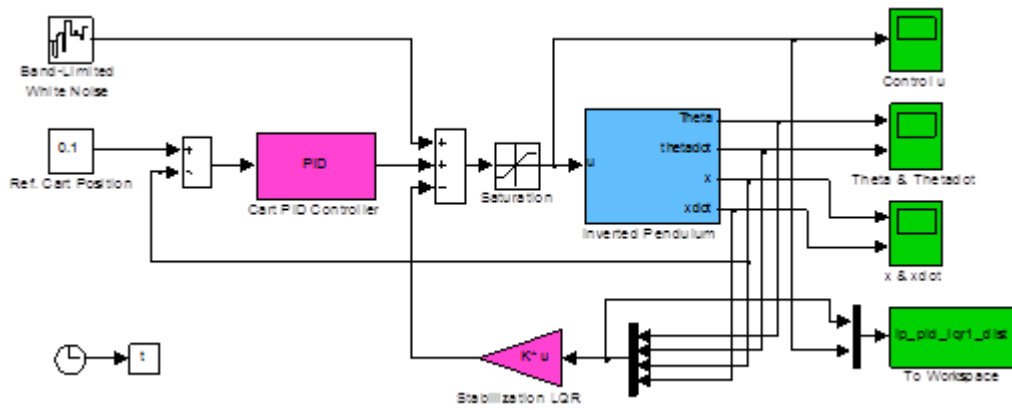 Band-Limited
White Noise
Control u
0.1
Ref. Cart Position
+
-
PID
Cart PID Controller
+
+
-
Saturation
u
Theta
thetadot
x
xdot
Inverted Pendulum
Theta & Thetadot
x & xdot
t
K* u
Stabilization LQR
ip_pid_lqr1_dist
To Workspace